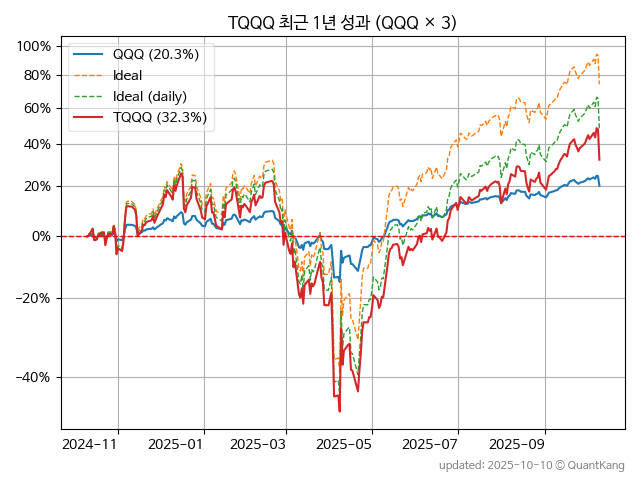 TQQQ 최근 1년 성과 (QQQ × 3)
QQQ (20.3%)
Ideal
Ideal (daily)
TQQQ (32.3%)
100%
80%
60%
40%
20%
0%
−20%
−40%
2024-11
2025-01
2025-03
2025-05
2025-07
2025-09
updated: 2025-10-10 © QuantKang